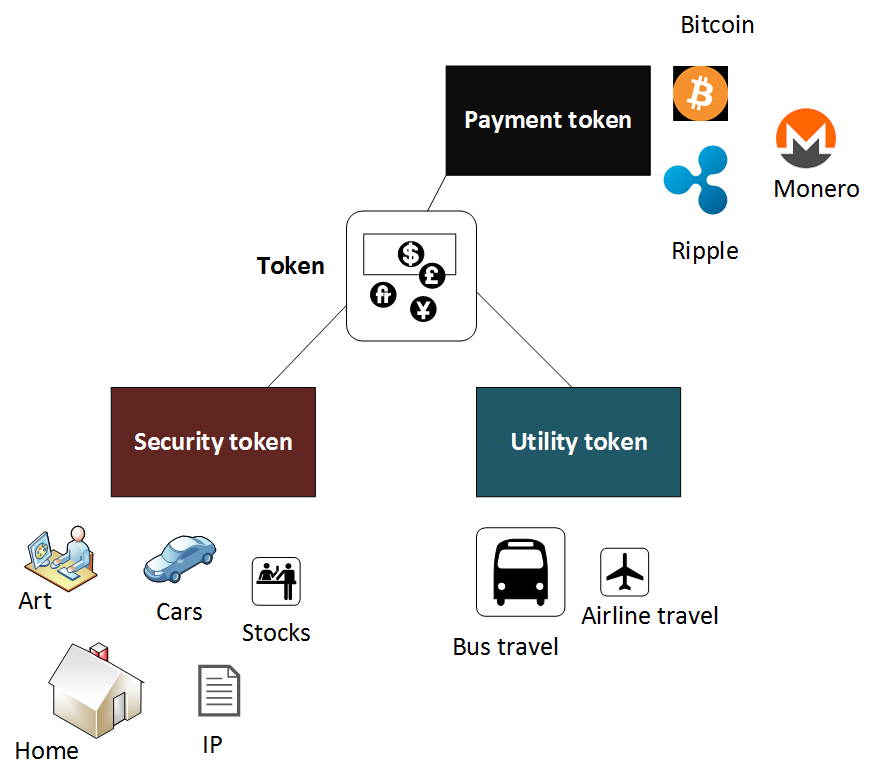 Bitcoin
Payment token
Monero
Ripple
Token
$
£
¥
Security token
Utility token
Art
Cars
Stocks
Bus travel
Airline travel
Home
IP